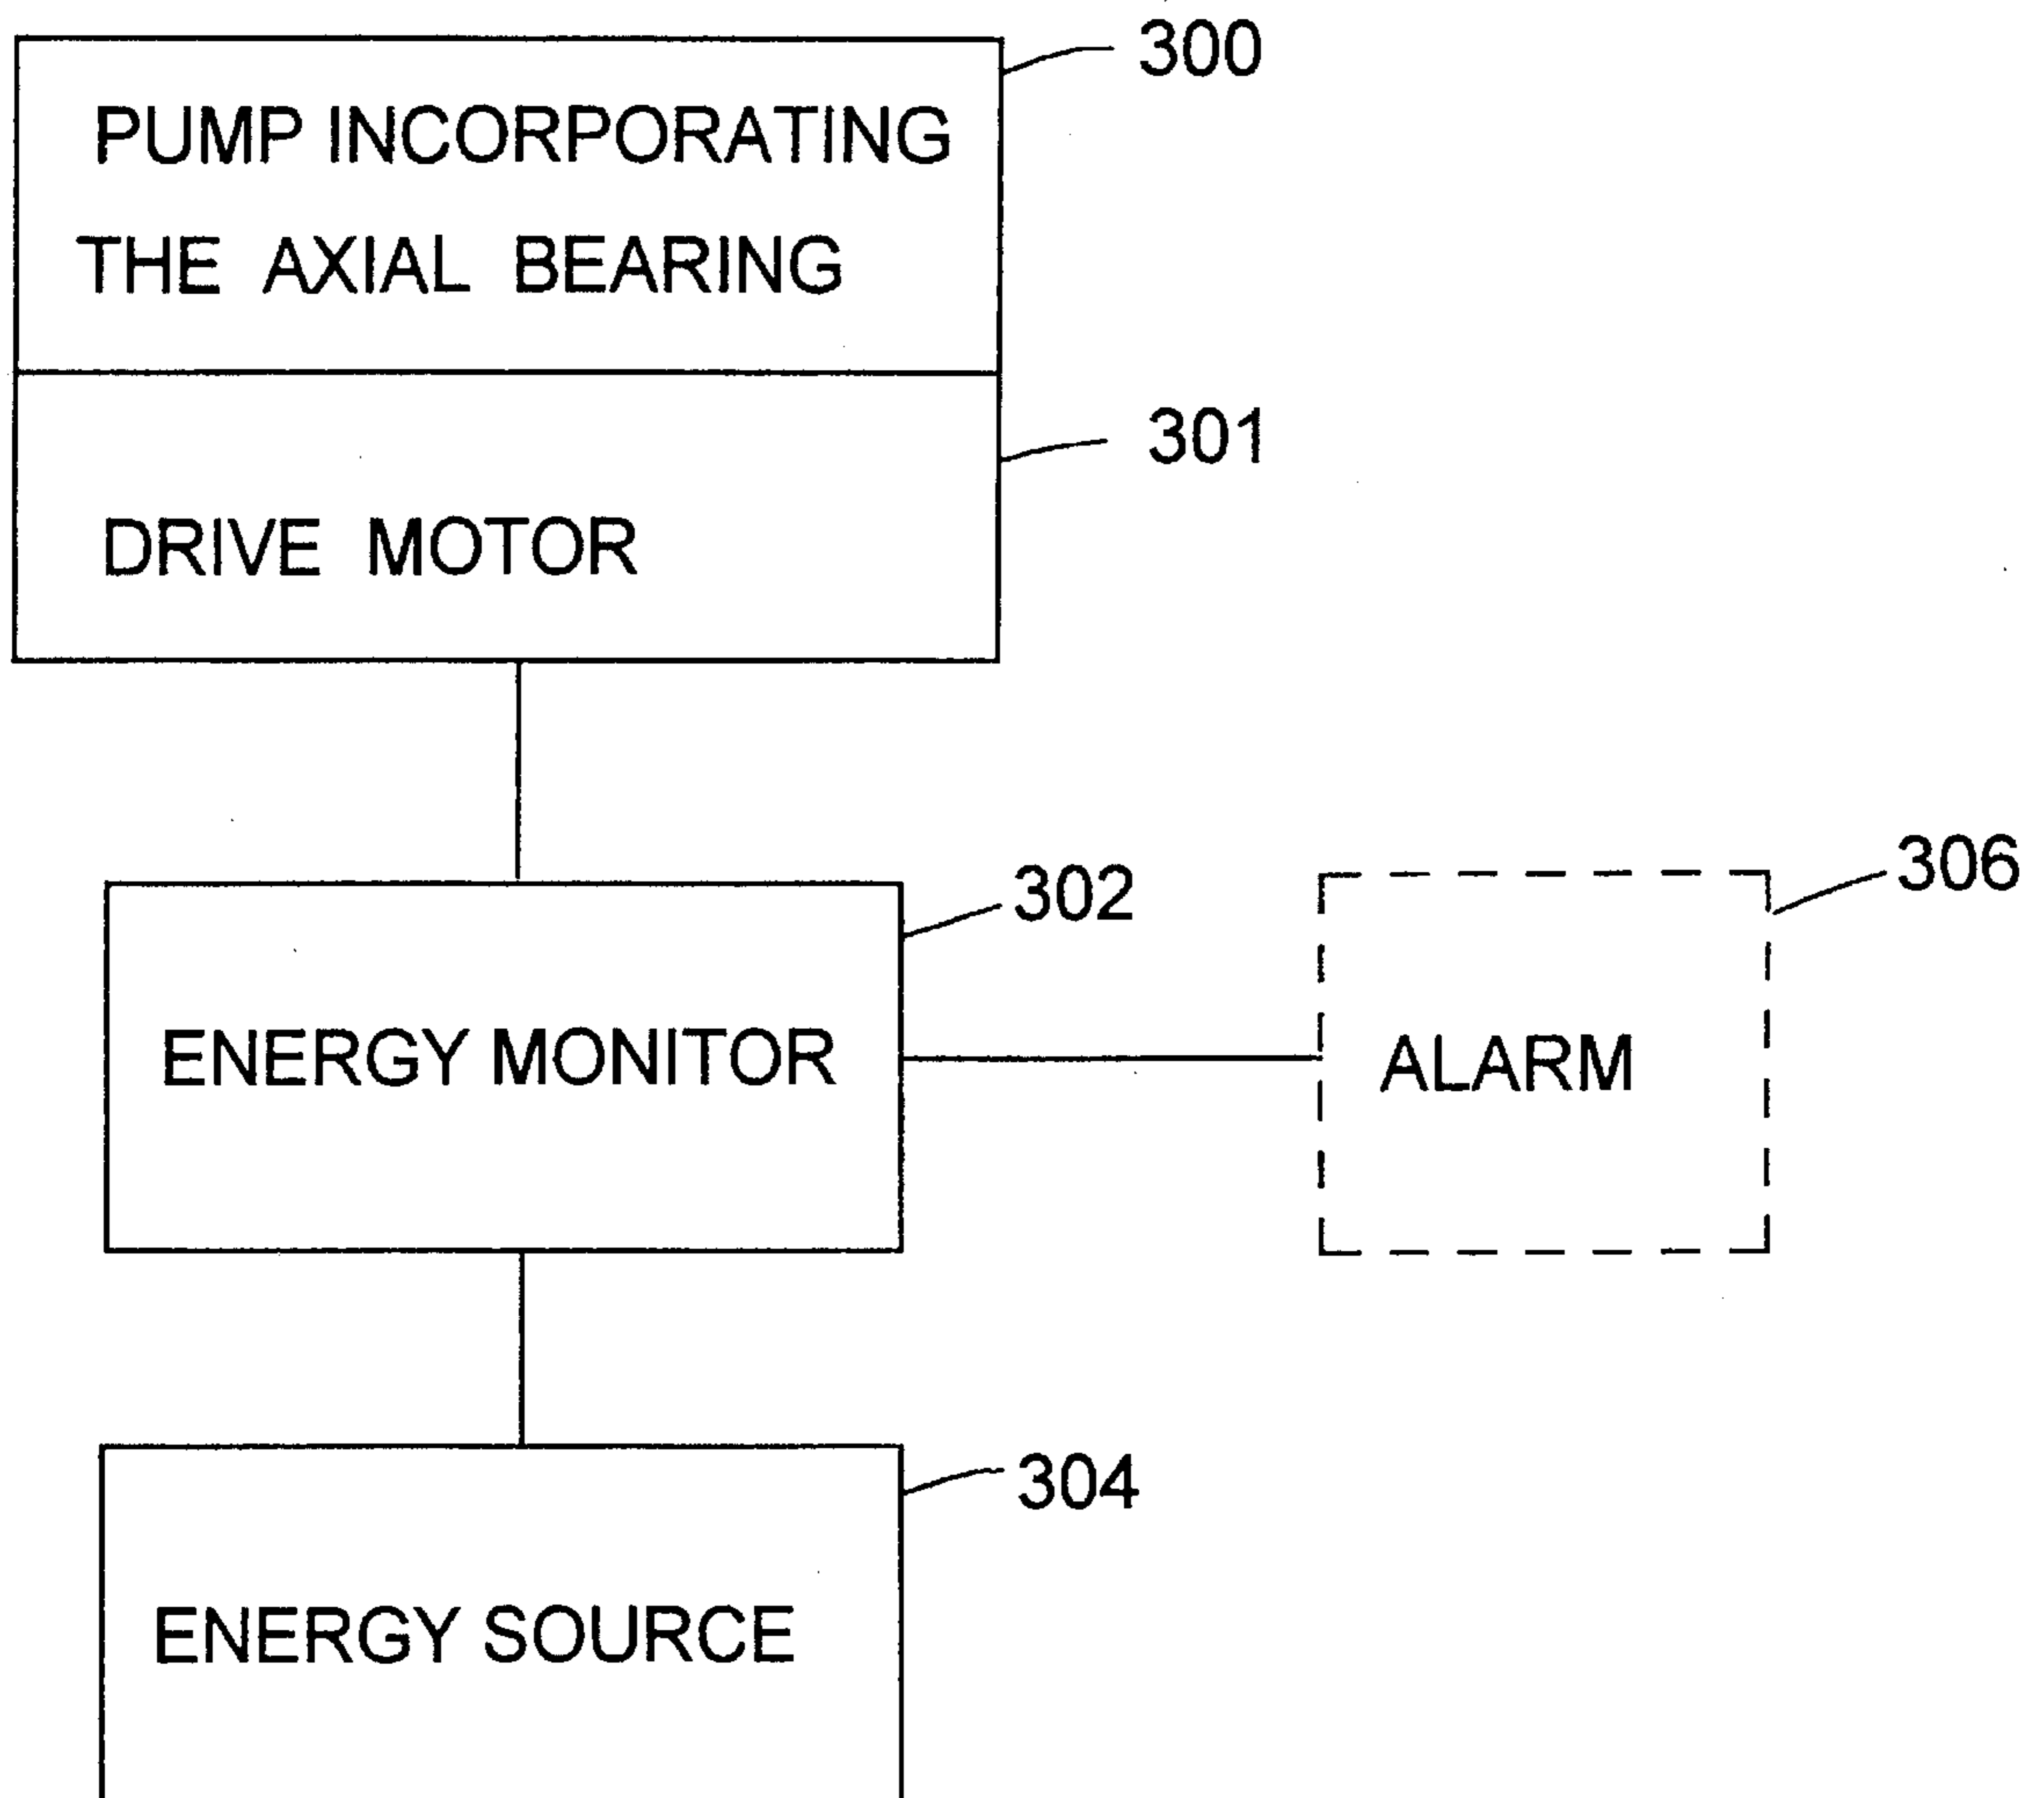 300
PUMP INCORPORATING
THE AXIAL BEARING
301
DRIVE MOTOR
302
306
ENERGY MONITOR
ALARM
304
ENERGY SOURCE